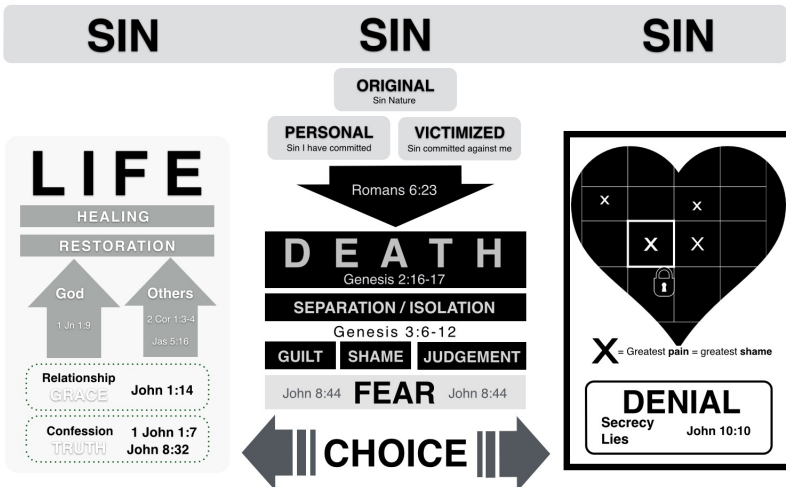 SIN
SIN
SIN
ORIGINAL
Sin Nature
PERSONAL
Sin I have committed
VICTIMIZED
Sin committed against me
Romans 6:23
DEATH
Genesis 2:16-17
SEPARATION / ISOLATION
Genesis 3:6-12
GUILT
SHAME
JUDGEMENT
John 8:44 FEAR John 8:44
CHOICE
LIFE
HEALING
RESTORATION
God
1 Jn 1:9
Others
2 Cor 1:3-4
Jas 5:16
Relationship
GRACE
John 1:14
Confession
TRUTH
1 John 1:7
John 8:32
x
x
x
x
X = Greatest pain = greatest shame
DENIAL
Secrecy
Lies
John 10:10